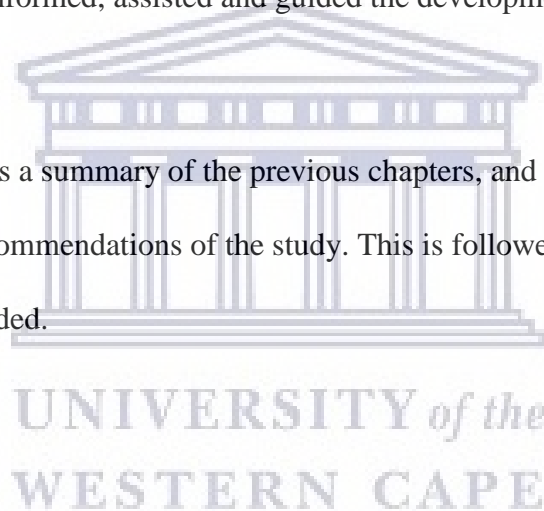 informed, assisted and guided the developm
s a summary of the previous chapters, and
ommendations of the study. This is followe
ded.
UNIVERSITY of the
WESTERN CAPE